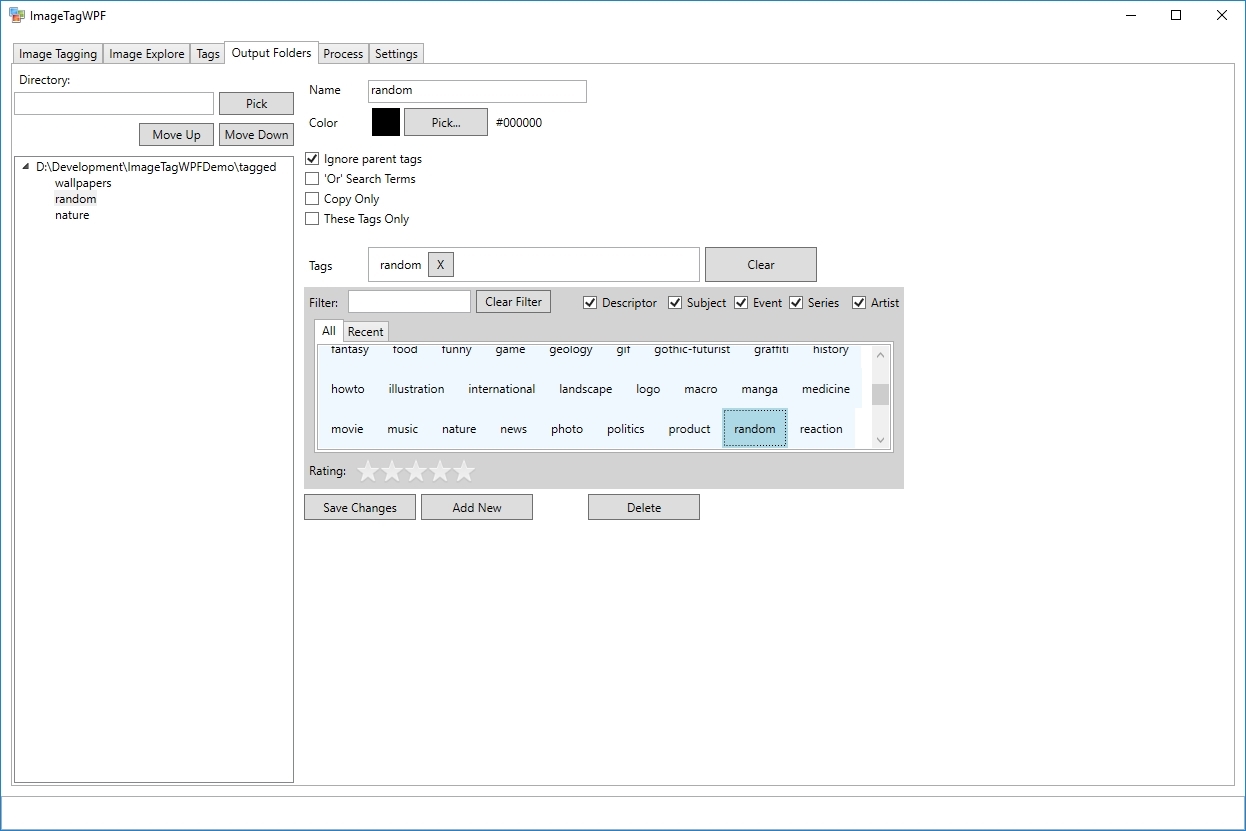 ImageTagWPF
Image Tagging Image Explore Tags Output Folders Process Settings
Directory:
Pick
Move Up Move Down
D:\Development\ImageTagWPFDemo\tagged
wallpapers
random
nature
Name random
Color Pick... #000000
Ignore parent tags
'Or' Search Terms
Copy Only
These Tags Only
Tags random X Clear
Filter: Clear Filter Descriptor Subject Event Series Artist
All Recent
fantasy food funny game geology gif gothic-futurist graffiti history
howto illustration international landscape logo macro manga medicine
movie music nature news photo politics product random reaction
Rating:
Save Changes Add New Delete